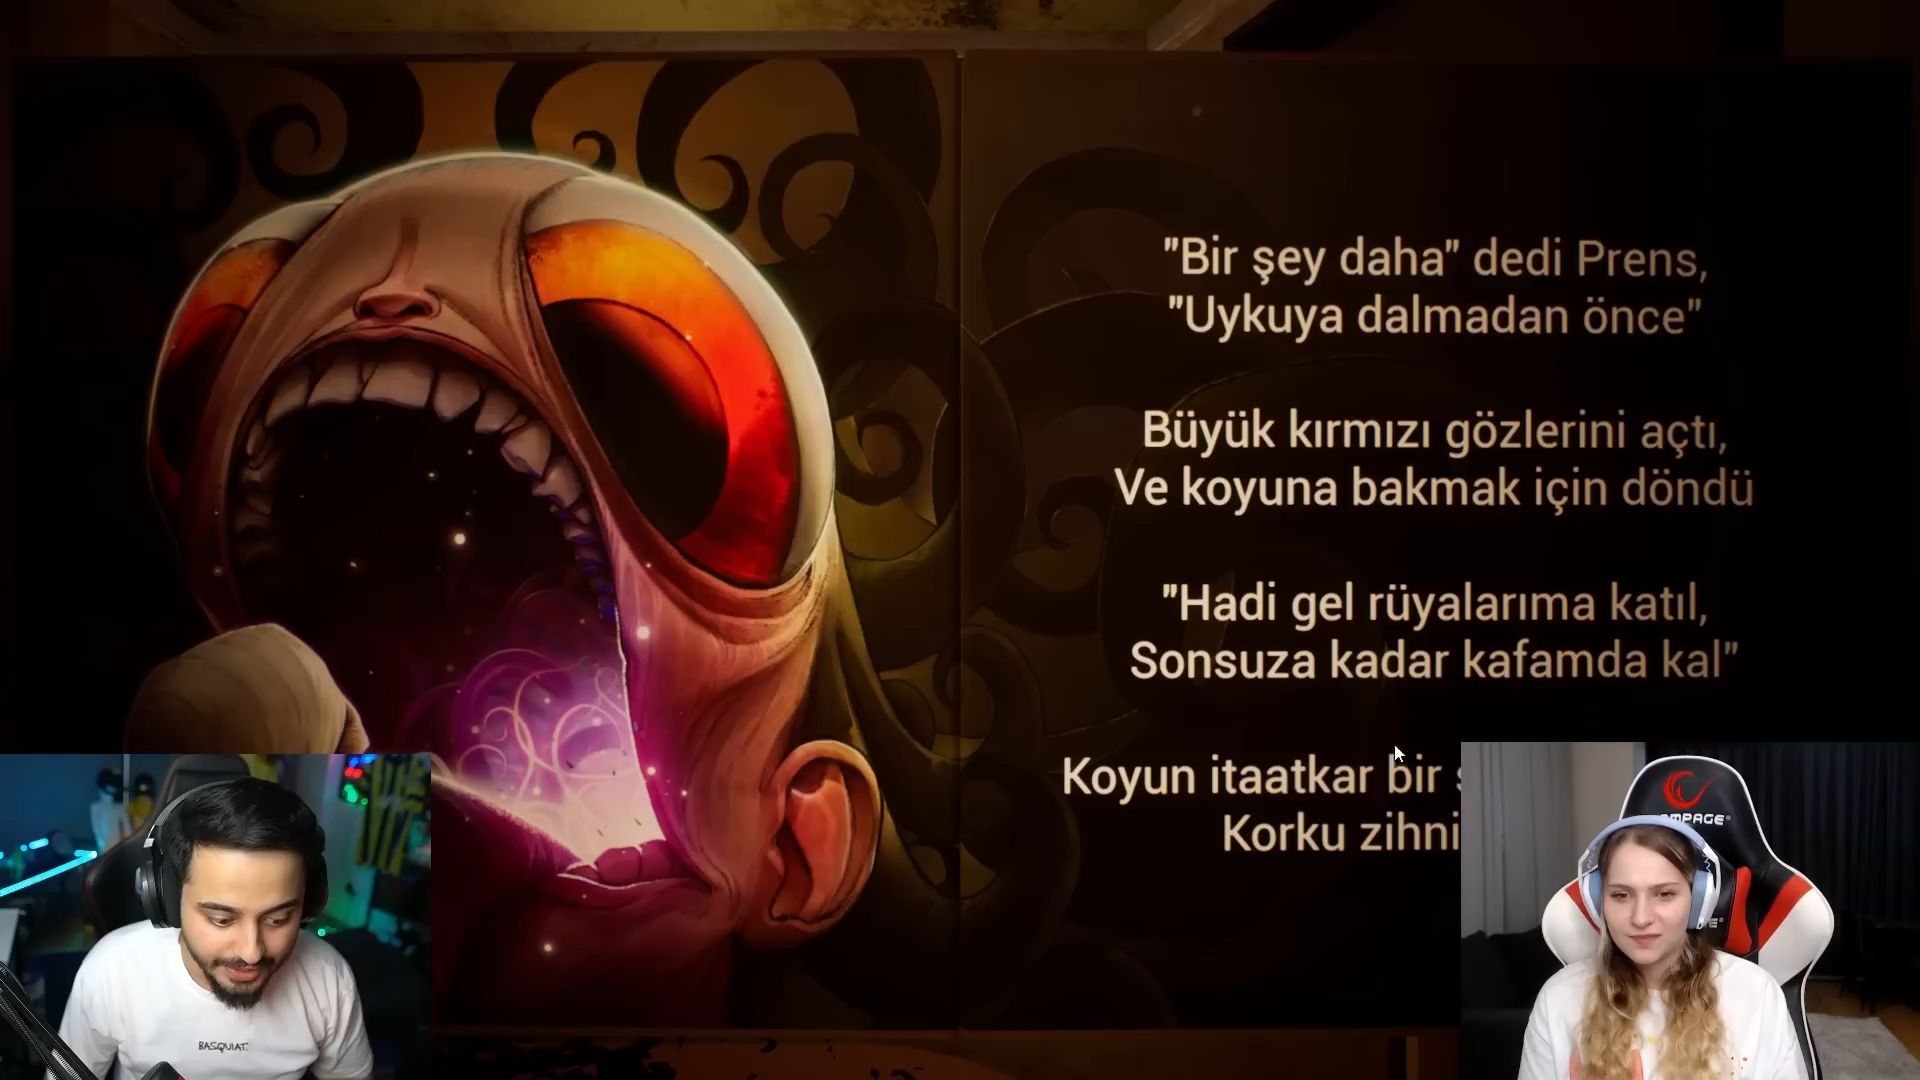 "Bir şey daha" dedi Prens,
"Uykuya dalmadan önce"
Büyük kırmızı gözlerini açtı,
Ve koyuna bakmak için döndü
"Hadi gel rüyalarıma katıl,
Sonsuza kadar kafamda kal"
Koyun itaatkar bir
Korku
BASQUIAT